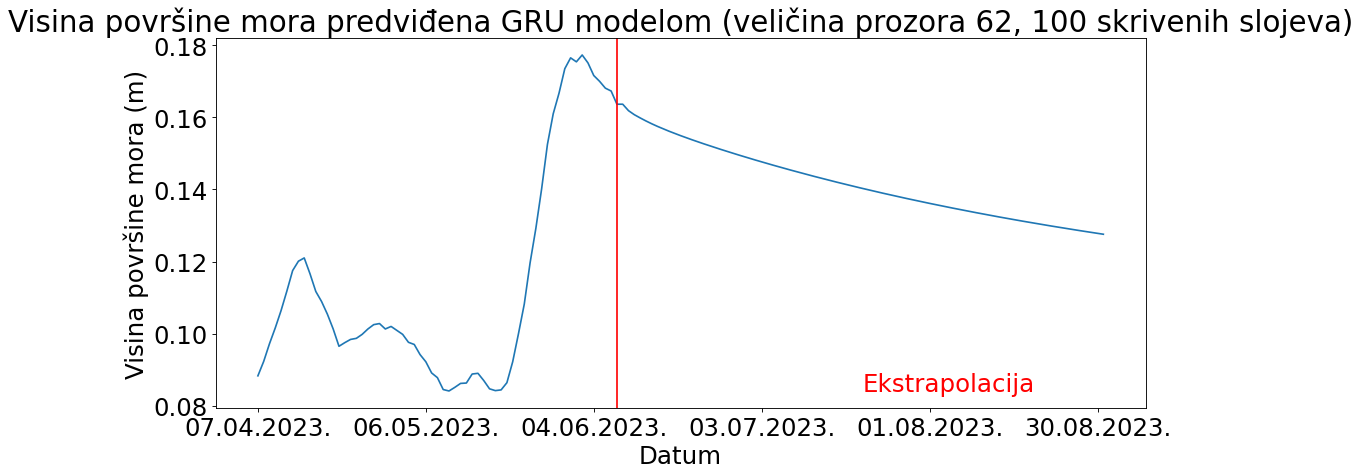 Visina površine mora predviđena GRU modelom (veličina prozora 62, 100 skrivenih slojeva)
Visina površine mora (m)
0.18
0.16
0.14
0.12
0.10
0.08
Ekstrapolacija
07.04.2023. 06.05.2023. 04.06.2023. 03.07.2023. 01.08.2023. 30.08.2023.
Datum